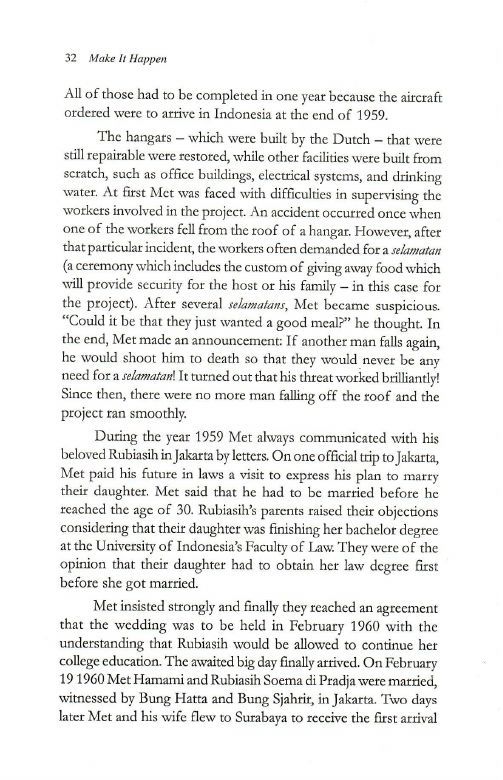 32 Make It Happen
All of those had to be completed in one year because the aircraft
ordered were to arrive in Indonesia at the end of 1959.
The hangars – which were built by the Dutch – that were
still repairable were restored, while other facilities were built from
scratch, such as office buildings, electrical systems, and drinking
water. At first Met was faced with difficulties in supervising the
workers involved in the project. An accident occurred once when
one of the workers fell from the roof of a hangar. However, after
that particular incident, the workers often demanded for a selamatan
(a ceremony which includes the custom of giving away food which
will provide security for the host or his family – in this case for
the project). After several selamatans, Met became suspicious.
“Could it be that they just wanted a good meal?” he thought. In
the end, Met made an announcement: If another man falls again,
he would shoot him to death so that they would never be any
need for a selamatan! It turned out that his threat worked brilliantly!
Since then, there were no more man falling off the roof and the
project ran smoothly.
During the year 1959 Met always communicated with his
beloved Rubiasih in Jakarta by letters. On one official trip to Jakarta,
Met paid his future in laws a visit to express his plan to marry
their daughter. Met said that he had to be married before he
reached the age of 30. Rubiasih's parents raised their objections
considering that their daughter was finishing her bachelor degree
at the University of Indonesia's Faculty of Law. They were of the
opinion that their daughter had to obtain her law degree first
before she got married.
Met insisted strongly and finally they reached an agreement
that the wedding was to be held in February 1960 with the
understanding that Rubiasih would be allowed to continue her
college education. The awaited big day finally arrived. On February
19 1960 Met Hamami and Rubiasih Soema di Pradja were married,
witnessed by Bung Hatta and Bung Sjahrir, in Jakarta. Two days
later Met and his wife flew to Surabaya to receive the first arrival